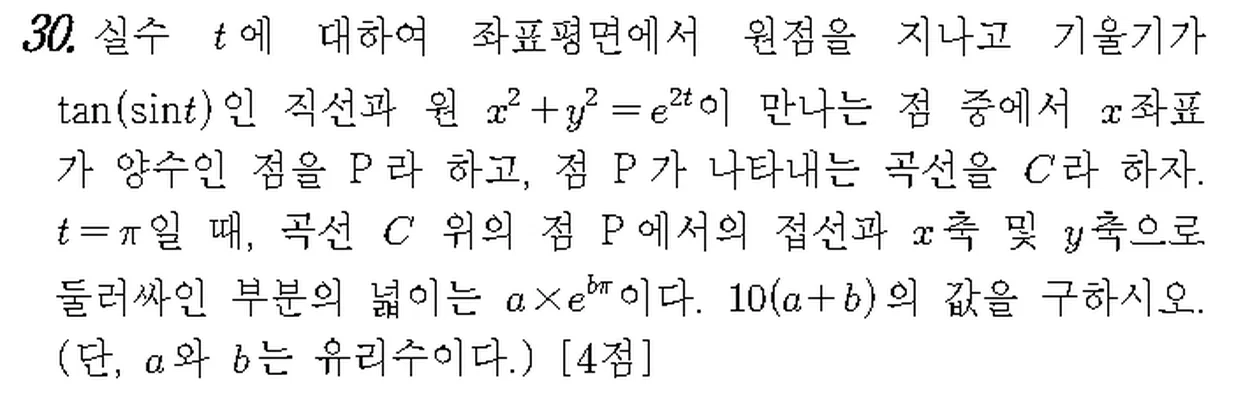 30. 실수 t에 대하여 좌표평면에서 원점을 지나고 기울기가
tan(sint)인 직선과 원 x²+y²=e²ᵗ이 만나는 점 중에서 x좌표
가 양수인 점을 P라 하고, 점 P가 나타내는 곡선을 C라 하자.
t=π일 때, 곡선 C 위의 점 P에서의 접선과 x축 및 y축으로
둘러싸인 부분의 넓이는 a×e^{bπ}이다. 10(a+b)의 값을 구하시오.
(단, a와 b는 유리수이다.) [4점]